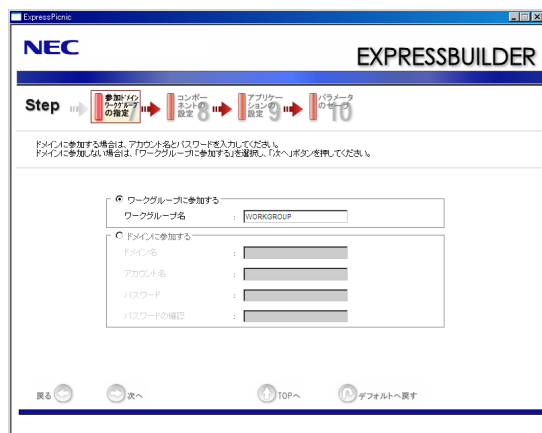 ExpressPicnic
NEC
EXPRESSBUILDER
Step
参加ドメイン
ワークグループ
の指定 7
コンポー
ネントの
設定 8
アプリケー
ションの
設定 9
パラメータ
のセーブ 10
ドメインに参加する場合は、アカウント名とパスワードを入力してください。
ドメインに参加しない場合は、「ワークグループに参加する」を選択し、「次へ」ボタンを押してください。
ワークグループに参加する
ワークグループ名 : WORKGROUP
ドメインに参加する
ドメイン名 :
アカウント名 :
パスワード :
パスワードの確認 :
戻る 次へ TOPへ デフォルトへ戻す